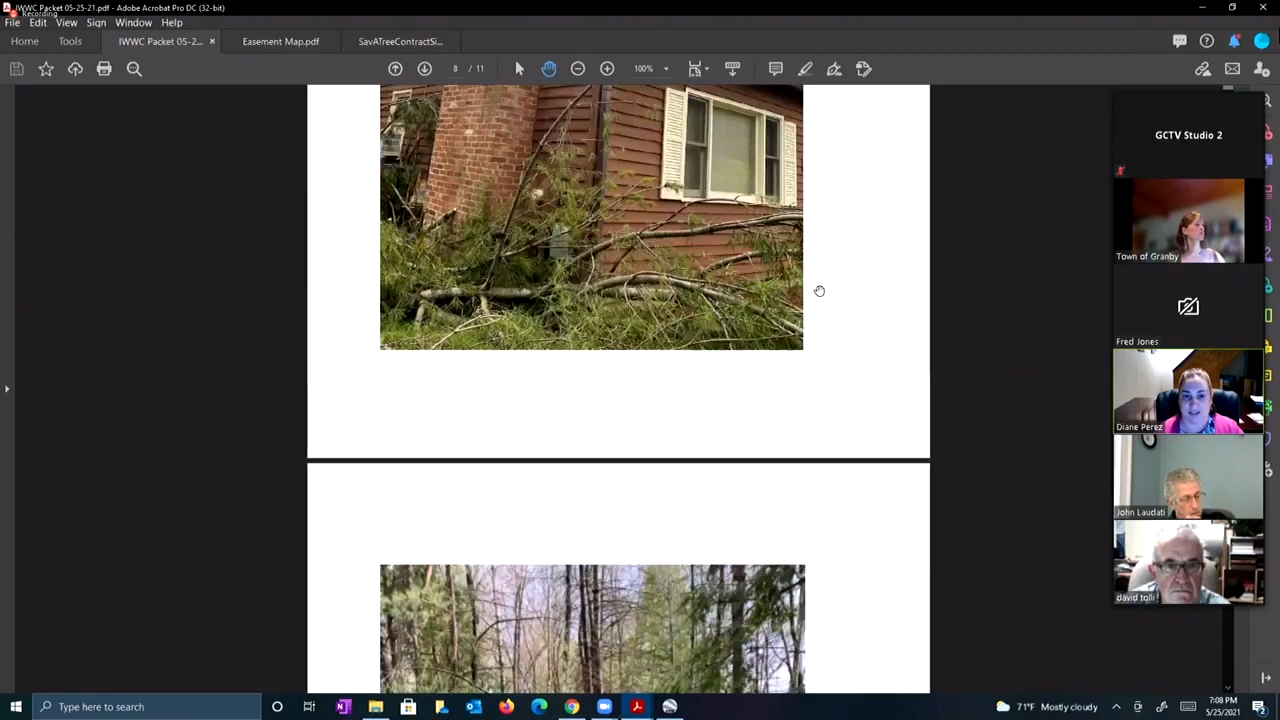 IWWC Packet 05-25-21.pdf - Adobe Acrobat Pro DC (32-bit)
Recording
File Edit View Sign Window Help
Home Tools IWWC Packet 05-2... × Easement Map.pdf SavATreeContractSi...
8 / 11 100%
GCTV Studio 2
Town of Granby
Fred Jones
Diane Perez
John Laudati
david tolli
Type here to search
71°F Mostly cloudy
7:08 PM
5/25/2021
2